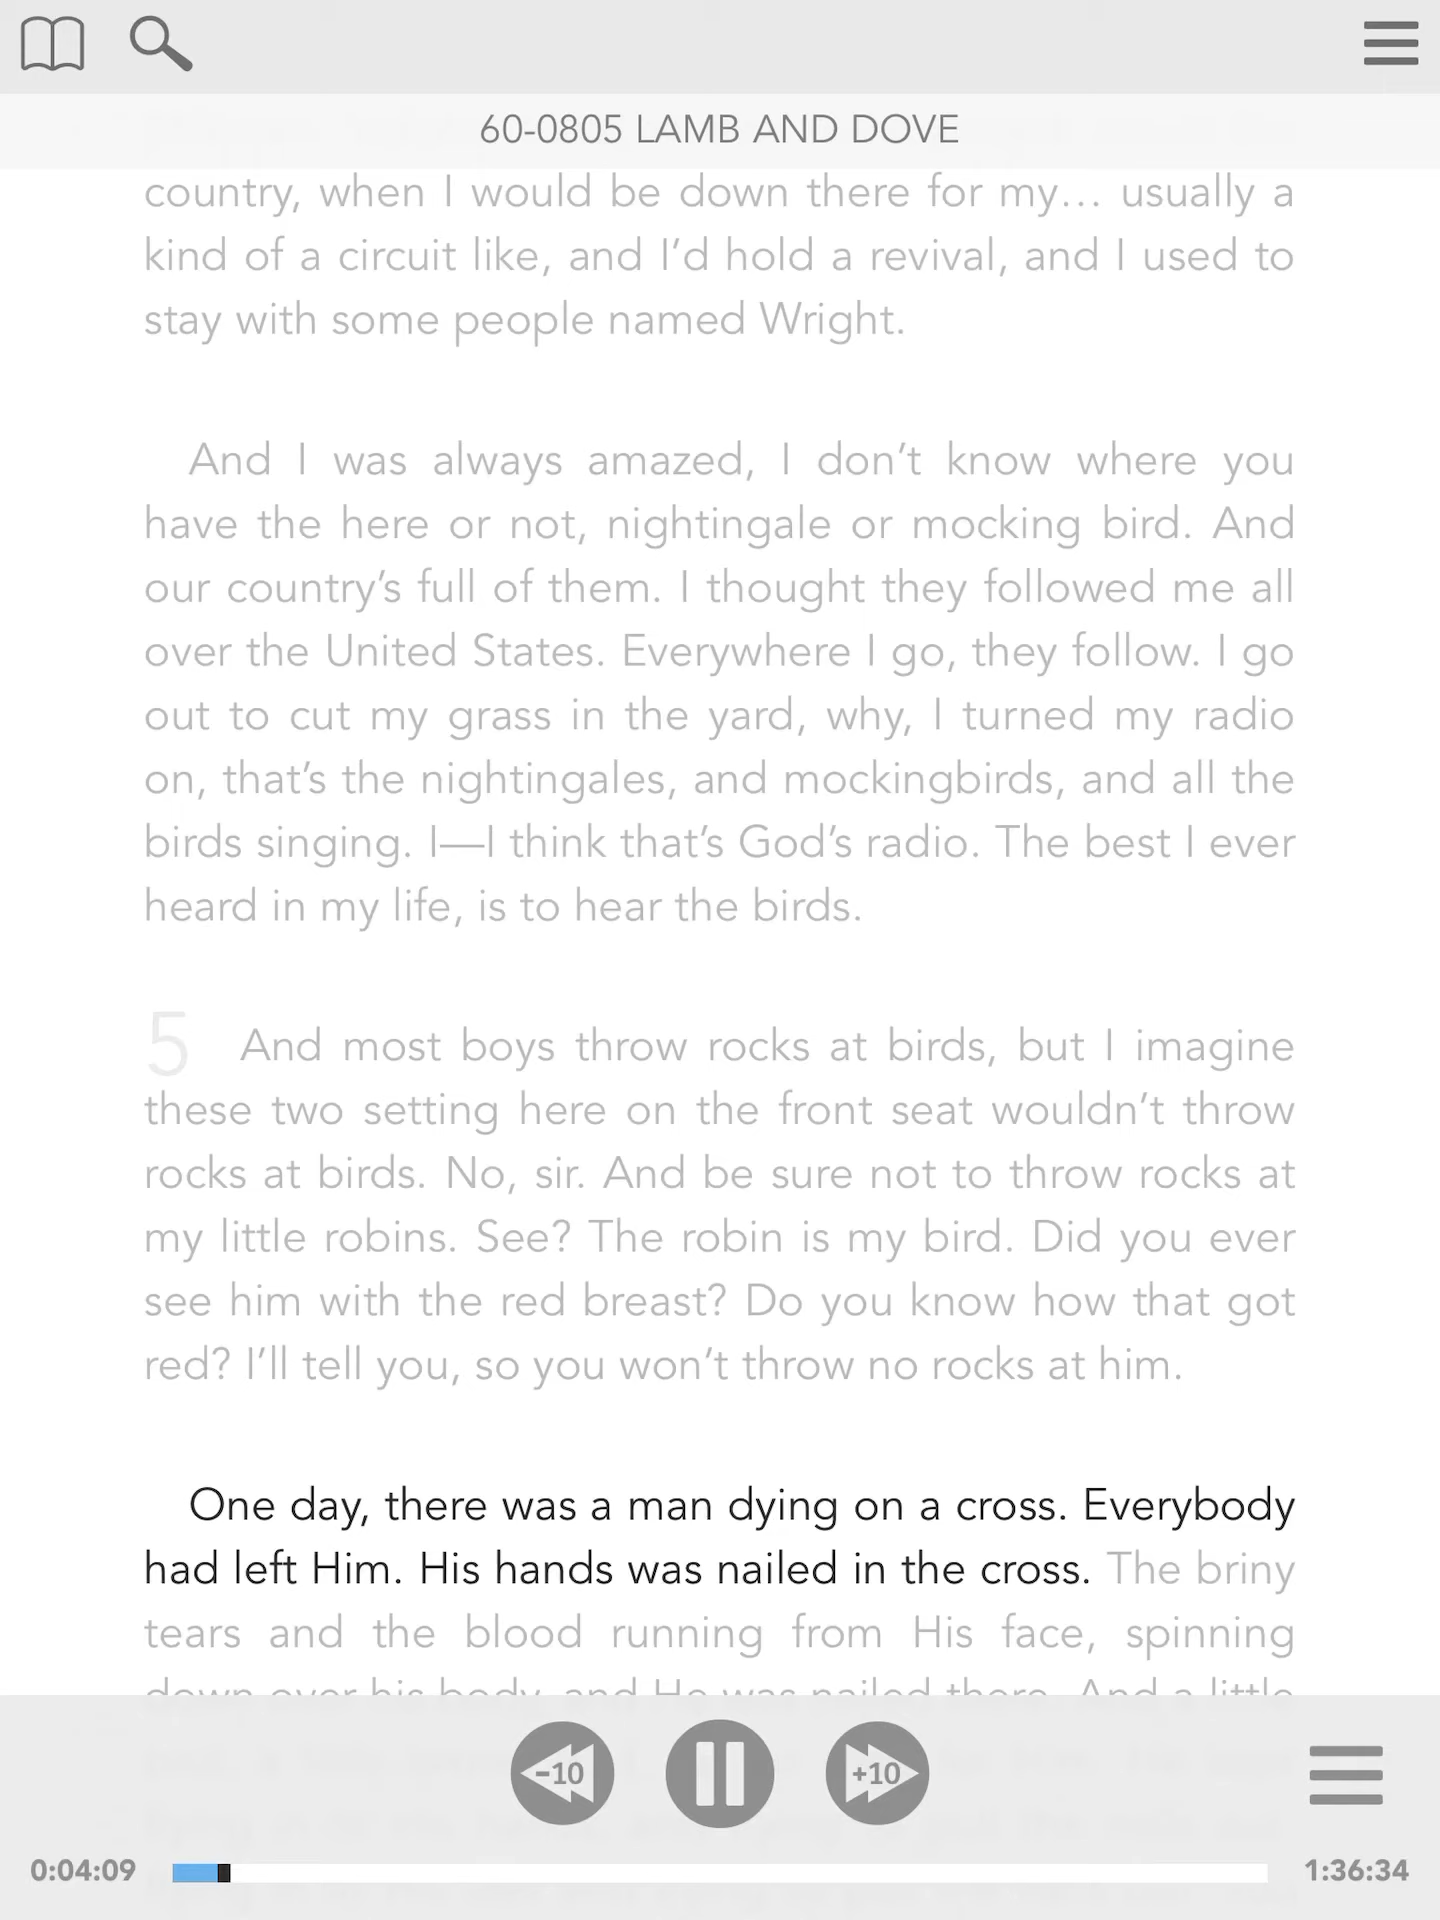 60-0805 LAMB AND DOVE
country, when I would be down there for my… usually a
kind of a circuit like, and I’d hold a revival, and I used to
stay with some people named Wright.
And I was always amazed, I don’t know where you
have the here or not, nightingale or mocking bird. And
our country’s full of them. I thought they followed me all
over the United States. Everywhere I go, they follow. I go
out to cut my grass in the yard, why, I turned my radio
on, that’s the nightingales, and mockingbirds, and all the
birds singing. I—I think that’s God’s radio. The best I ever
heard in my life, is to hear the birds.
5 And most boys throw rocks at birds, but I imagine
these two setting here on the front seat wouldn’t throw
rocks at birds. No, sir. And be sure not to throw rocks at
my little robins. See? The robin is my bird. Did you ever
see him with the red breast? Do you know how that got
red? I’ll tell you, so you won’t throw no rocks at him.
One day, there was a man dying on a cross. Everybody
had left Him. His hands was nailed in the cross. The briny
tears and the blood running from His face, spinning
down over his body, and He was nailed there. And a little
-10 +10
0:04:09 1:36:34